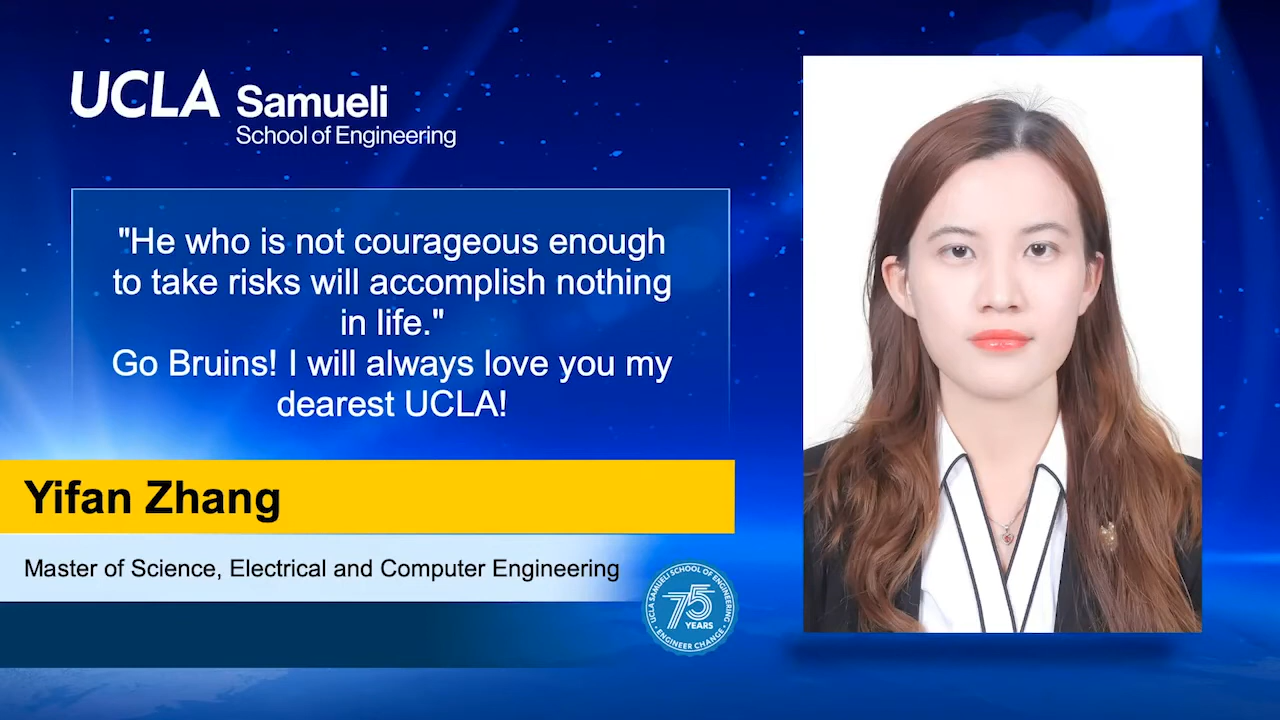 UCLA Samueli
School of Engineering
"He who is not courageous enough
to take risks will accomplish nothing
in life."
Go Bruins! I will always love you my
dearest UCLA!
Yifan Zhang
Master of Science, Electrical and Computer Engineering
UCLA SAMUELI SCHOOL OF ENGINEERING
75
YEARS
ENGINEER CHANGE